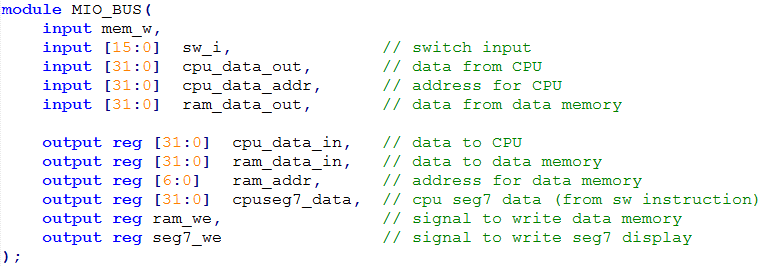 module MIO_BUS(
    input mem_w,
    input [15:0]  sw_i,               // switch input
    input [31:0]  cpu_data_out,       // data from CPU
    input [31:0]  cpu_data_addr,      // address for CPU
    input [31:0]  ram_data_out,       // data from data memory

    output reg [31:0]  cpu_data_in,   // data to CPU
    output reg [31:0]  ram_data_in,   // data to data memory
    output reg [6:0]   ram_addr,      // address for data memory
    output reg [31:0]  cpuseg7_data,  // cpu seg7 data (from sw instruction)
    output reg ram_we,                // signal to write data memory
    output reg seg7_we                // signal to write seg7 display
);